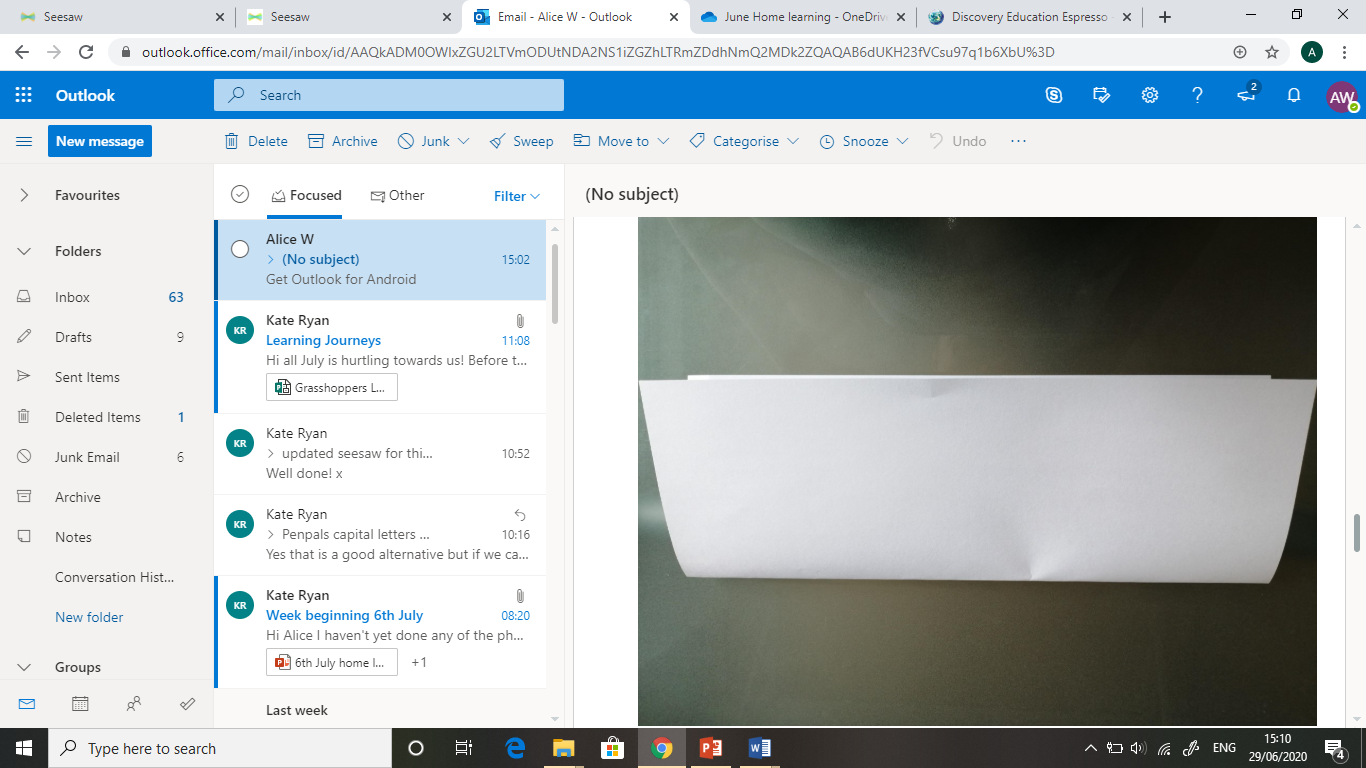 Seesaw
Seesaw
Email - Alice W - Outlook
June Home learning - OneDrive
Discovery Education Espresso
outlook.office.com/mail/inbox/id/AAQkADM0OWIxZGU2LTVmODUtNDA2NS1iZGZhLTRmZDdhNmQ2MDk2ZQAQAB6dUKH23fVCsu97q1b6XbU%3D
A
Outlook
Search
2
AW
New message
Delete
Archive
Junk
Sweep
Move to
Categorise
Snooze
Undo
Favourites
Folders
Inbox 63
Drafts 9
Sent Items
Deleted Items 1
Junk Email 6
Archive
Notes
Conversation Hist...
New folder
Groups
Focused
Other
Filter
Alice W
(No subject) 15:02
Get Outlook for Android
KR
Kate Ryan
Learning Journeys 11:08
Hi all July is hurtling towards us! Before t...
Grasshoppers L...
KR
Kate Ryan
updated seesaw for thi... 10:52
Well done! x
KR
Kate Ryan
Penpals capital letters ... 10:16
Yes that is a good alternative but if we ca...
KR
Kate Ryan
Week beginning 6th July 08:20
Hi Alice I haven't yet done any of the ph...
6th July home l... +1
Last week
(No subject)
Type here to search
ENG
15:10
29/06/2020
4